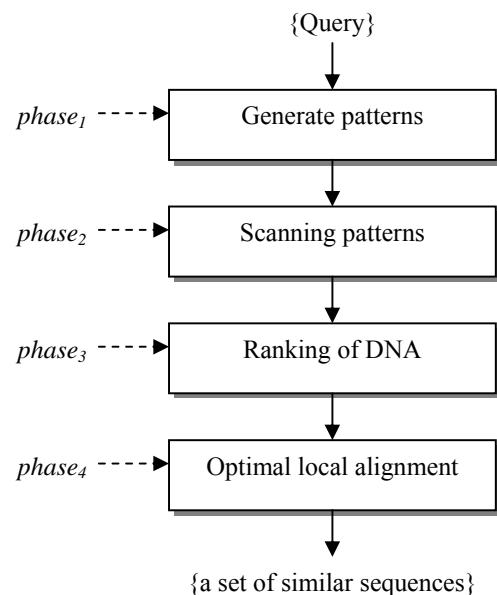 {Query}
phase1 Generate patterns
phase2 Scanning patterns
phase3 Ranking of DNA
phase4 Optimal local alignment
{a set of similar sequences}